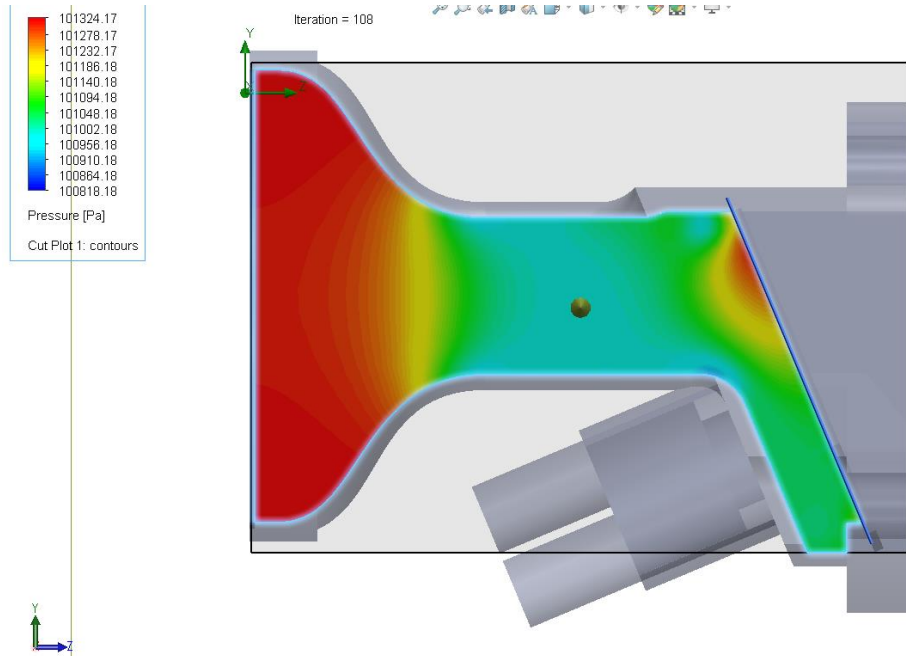 Iteration = 108
101324.17
101278.17
101232.17
101186.18
101140.18
101094.18
101048.18
101002.18
100956.18
100910.18
100864.18
100818.18
Pressure [Pa]
Cut Plot 1: contours
Y
Z
Y
Z